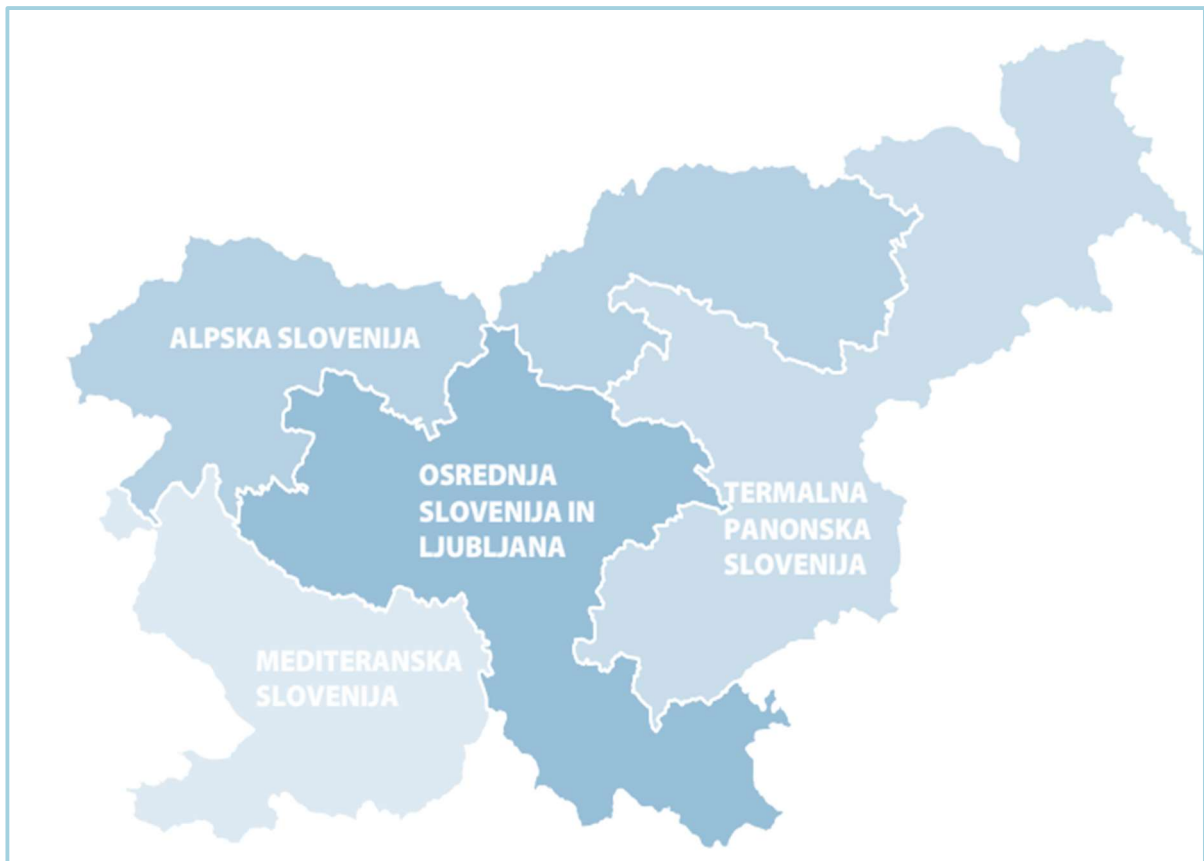 ALPSKA SLOVENIJA
OSREDNJA
SLOVENIJA IN
LJUBLJANA
TERMALNA
PANONSKA
SLOVENIJA
MEDITERANSKA
SLOVENIJA